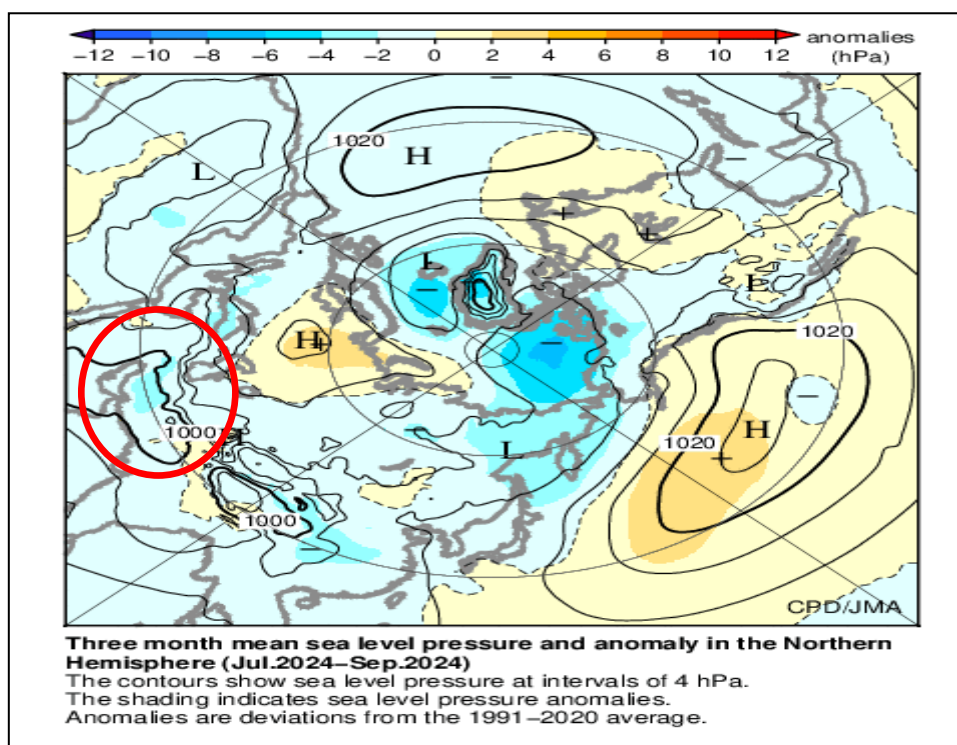 anomalies
−12 −10 −8 −6 −4 −2 0 2 4 6 8 10 12 (hPa)
1020
H
L
+
+
L
L
1020
H
+
1000
1020
H
L
+
1000
CPD/JMA
Three month mean sea level pressure and anomaly in the Northern
Hemisphere (Jul.2024−Sep.2024)
The contours show sea level pressure at intervals of 4 hPa.
The shading indicates sea level pressure anomalies.
Anomalies are deviations from the 1991−2020 average.